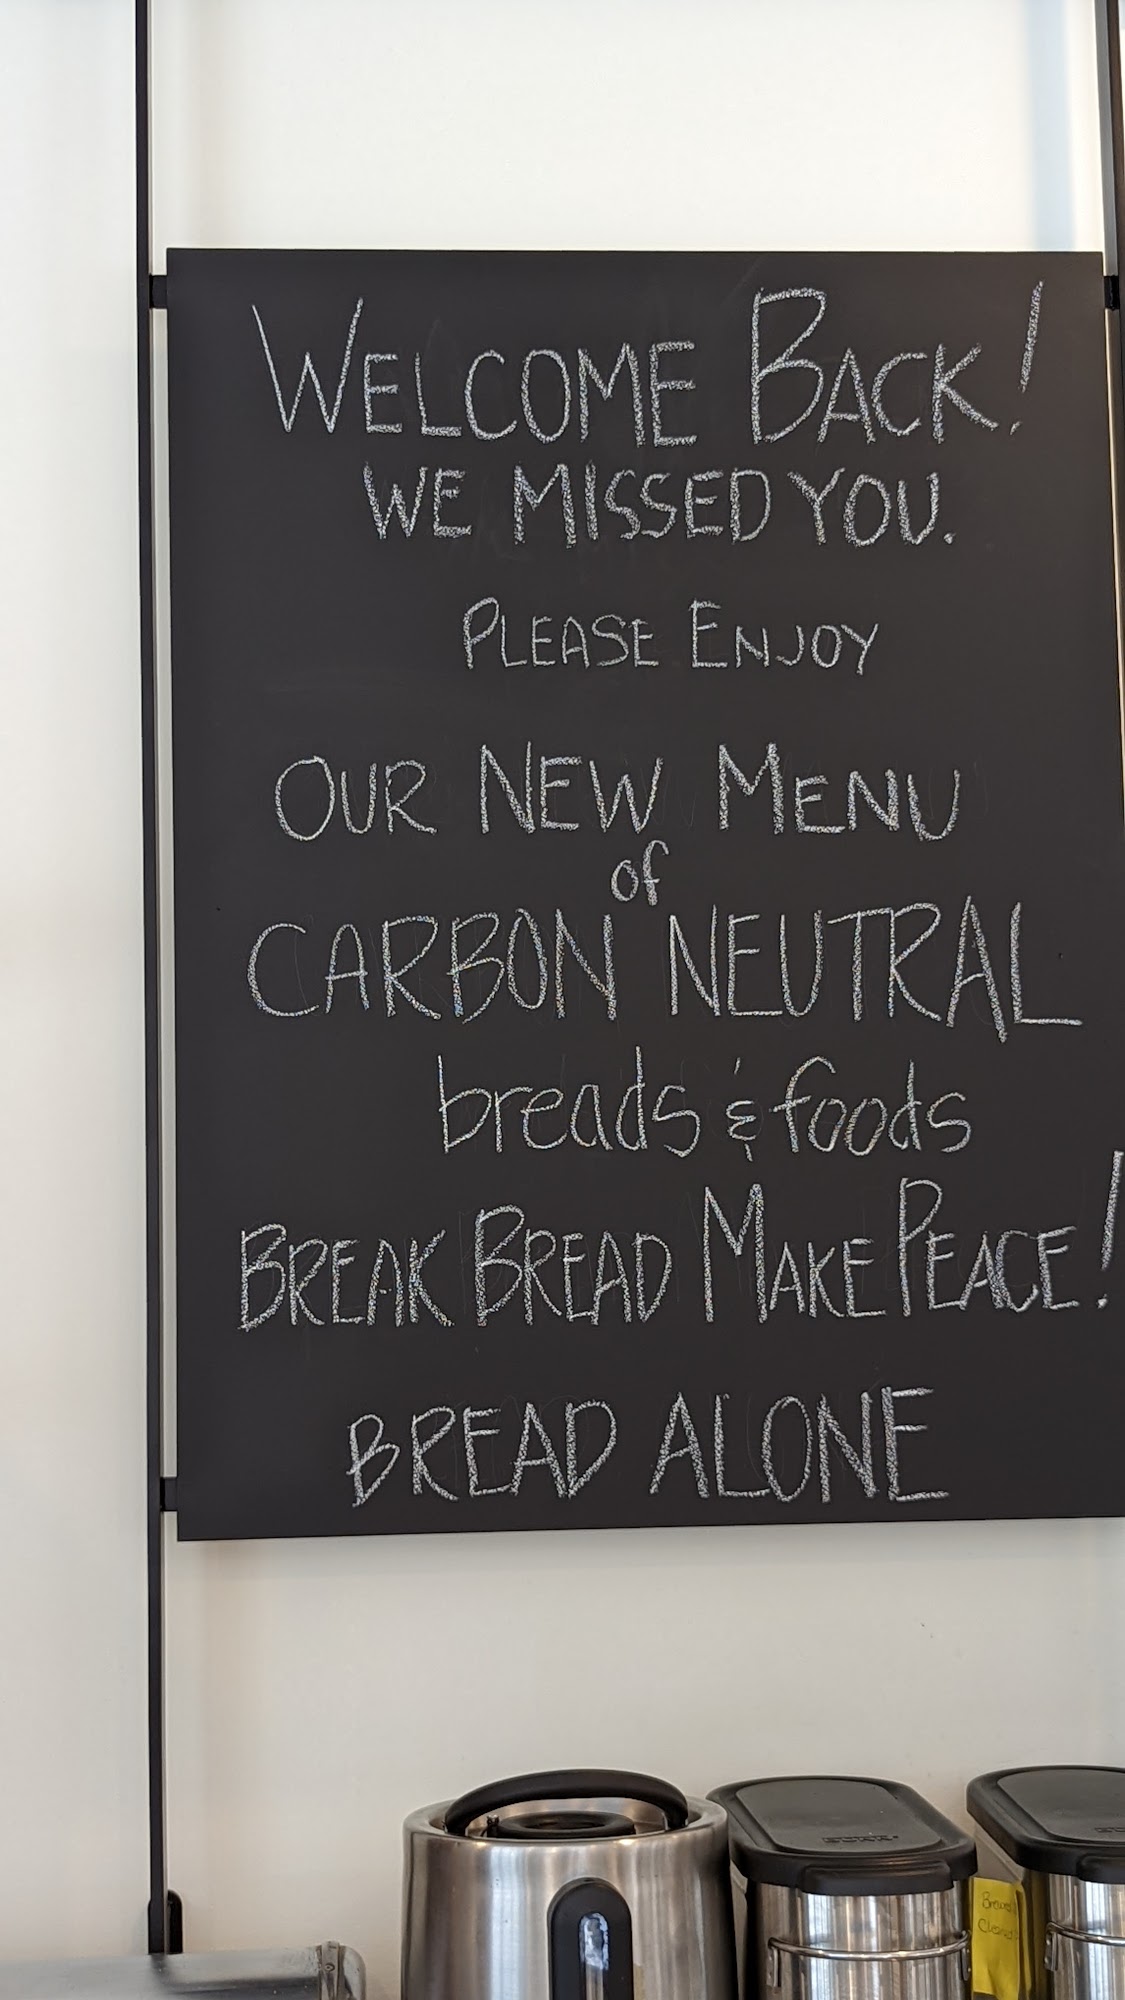 WELCOME BACK!
WE MISSED YOU.
PLEASE ENJOY
OUR NEW MENU
of
CARBON NEUTRAL
breads & foods
BREAK BREAD MAKE PEACE!
BREAD ALONE